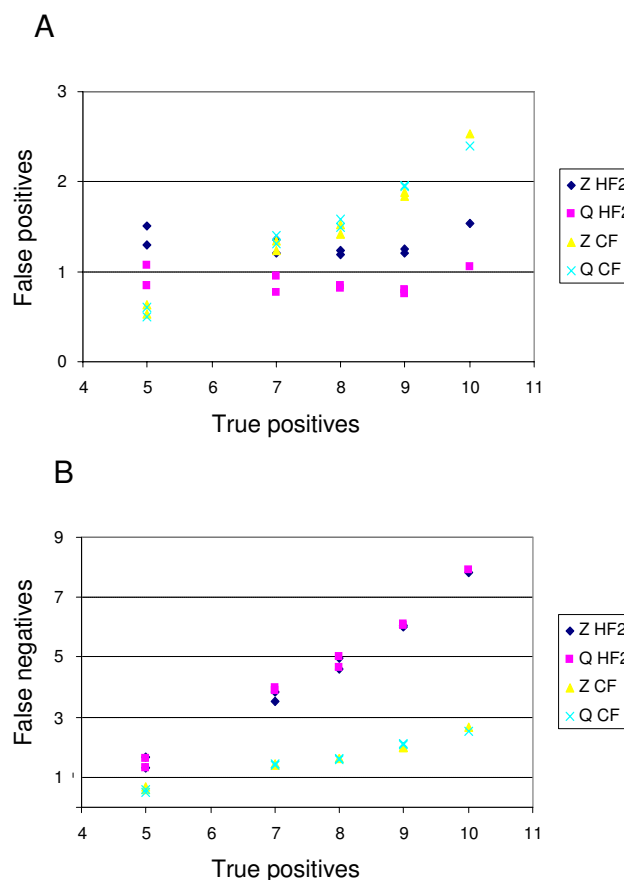 A
3
2
1
0
False positives
4 5 6 7 8 9 10 11
True positives
Z HF2
Q HF2
Z CF
Q CF
B
9
7
5
3
1
False negatives
4 5 6 7 8 9 10 11
True positives
Z HF2
Q HF2
Z CF
Q CF